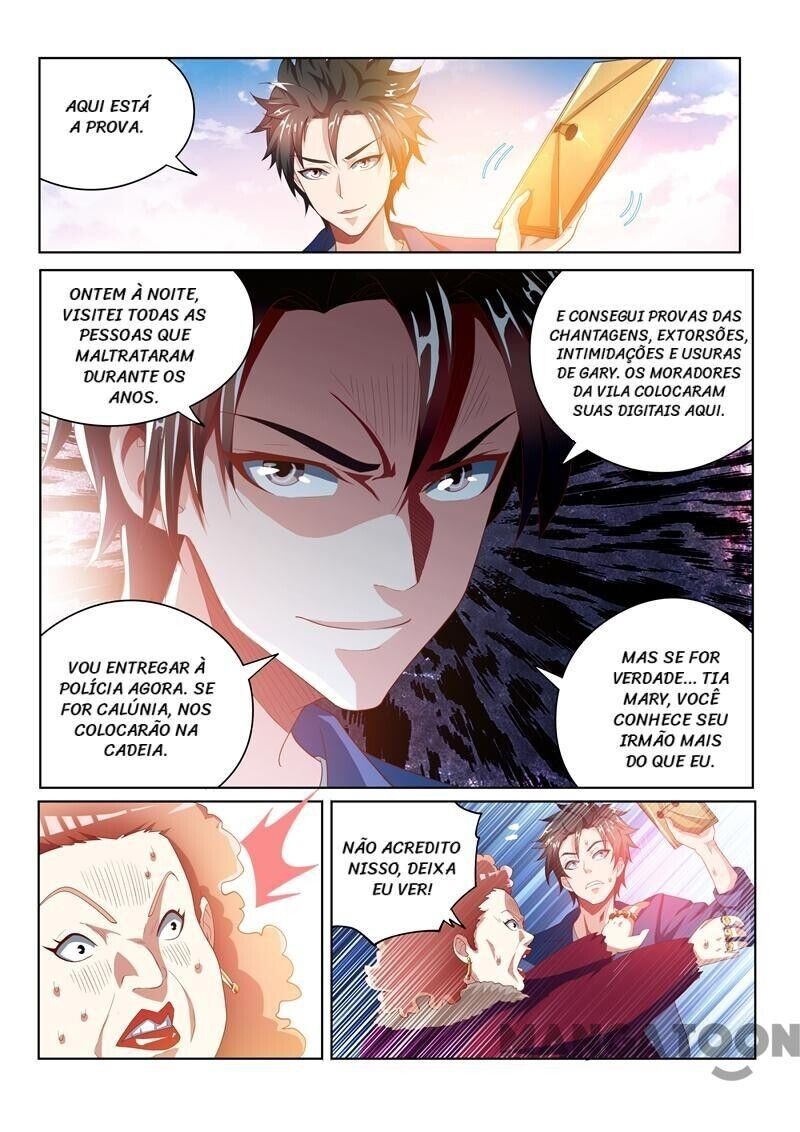 AQUI ESTÁ
A PROVA.
ONTEM À NOITE,
VISITEI TODAS AS
PESSOAS QUE
MALTRATARAM
DURANTE OS
ANOS.
E CONSEGUI PROVAS DAS
CHANTAGENS, EXTORSÕES,
INTIMIDAÇÕES E USURAS
DE GARY. OS MORADORES
DA VILA COLOCARAM
SUAS DIGITAIS AQUI.
VOU ENTREGAR À
POLÍCIA AGORA. SE
FOR CALÚNIA, NOS
COLOCARÃO NA
CADEIA.
MAS SE FOR
VERDADE... TIA
MARY, VOCÊ
CONHECE SEU
IRMÃO MAIS
DO QUE EU.
NÃO ACREDITO
NISSO, DEIXA
EU VER!
MANGATOON